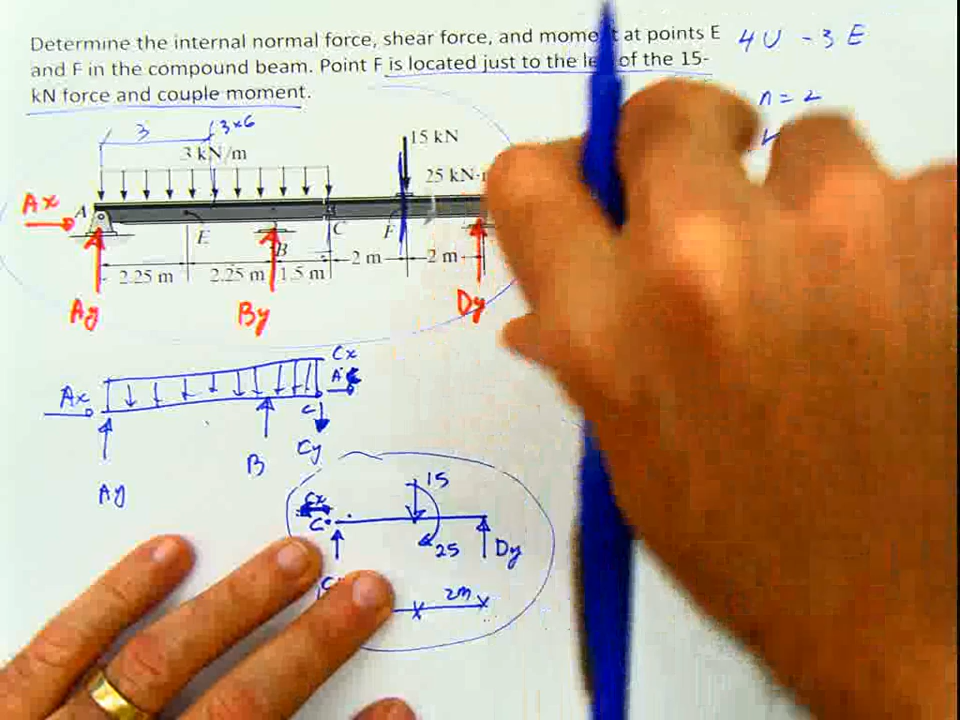 Determine the internal normal force, shear force, and moment at points E
and F in the compound beam. Point F is located just to the le of the 15-
kN force and couple moment.
4U - 3E
n = 2
3
3x6
3 kN/m
15 kN
25 kN·
Ax
A
E
B
C
F
2.25 m
2.25 m
1.5 m
2 m
2 m
Ay
By
Dy
Cx
Ax
C
Cy
B
Ay
15
Cx
C
25
Dy
2m